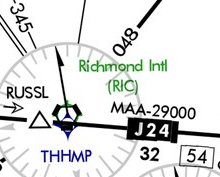 345
048
Richmond Intl
(RIC)
RUSSL
MAA-29000
J24
THHMP
32
54